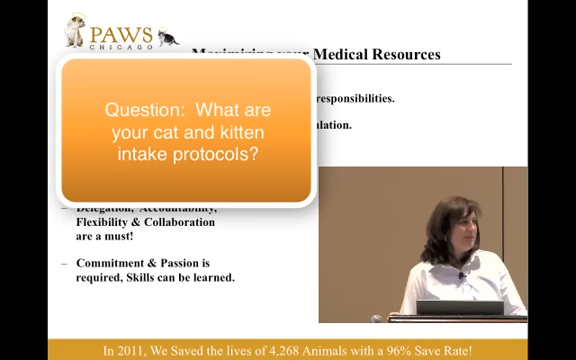 PAWS
CHICAGO
Your Medical Resources
responsibilities.
Question: What are
your cat and kitten
intake protocols?
– Delegation, Accountability,
Flexibility & Collaboration
are a must!
– Commitment & Passion is
required, Skills can be learned.
In 2011, We Saved the lives of 4,268 Animals with a 96% Save Rate!